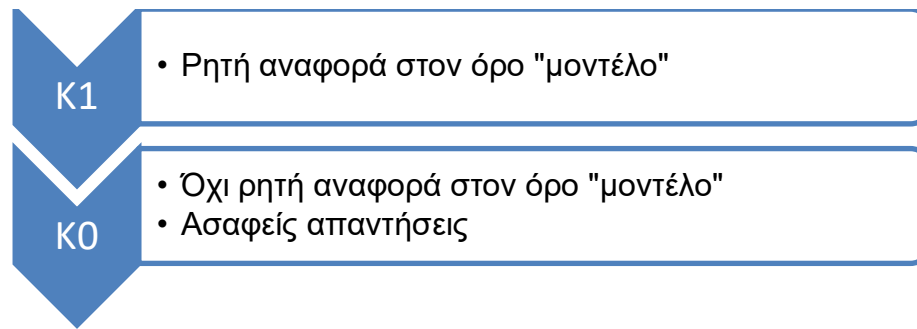 K1
• Ρητή αναφορά στον όρο "μοντέλο"
K0
• Όχι ρητή αναφορά στον όρο "μοντέλο"
• Ασαφείς απαντήσεις